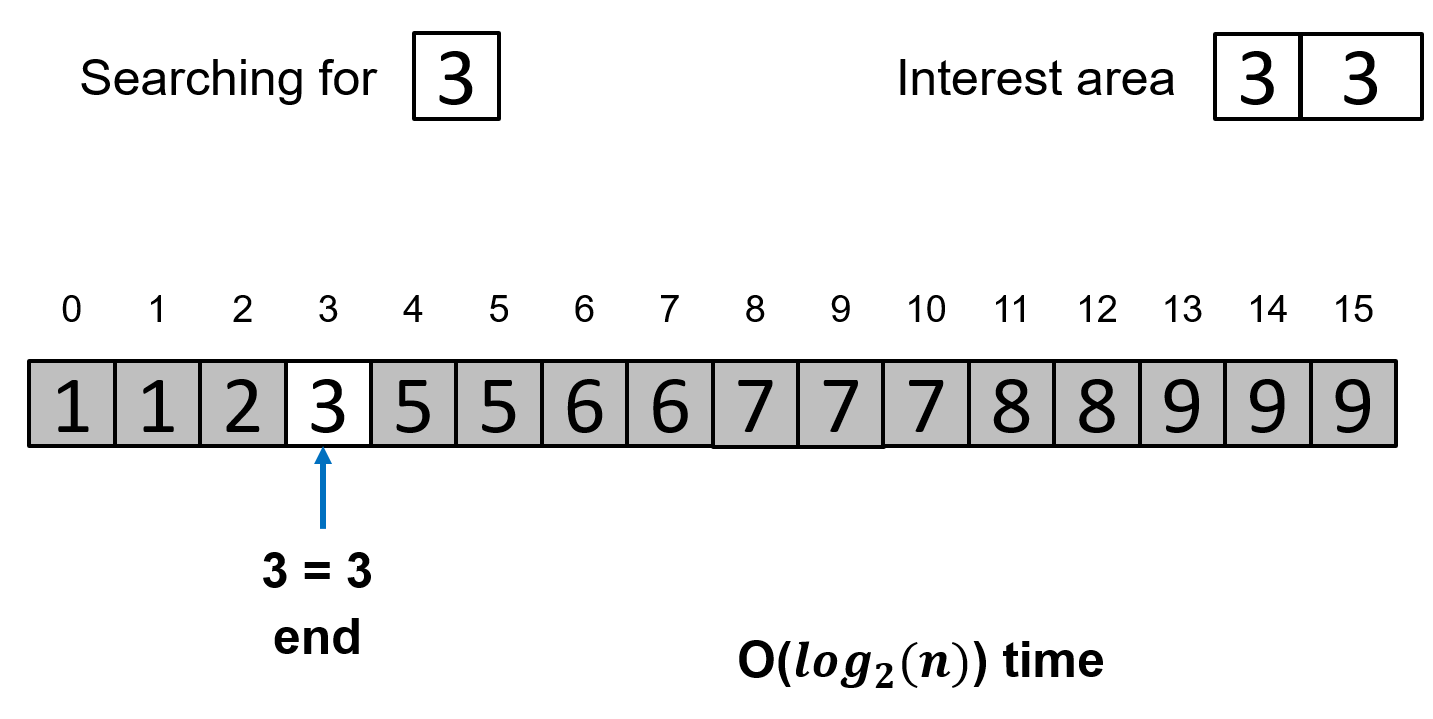 Searching for 3
Interest area 3 3
0 1 2 3 4 5 6 7 8 9 10 11 12 13 14 15
1 1 2 3 5 5 6 6 7 7 7 8 8 9 9 9
3 = 3
end
O(log₂(n)) time